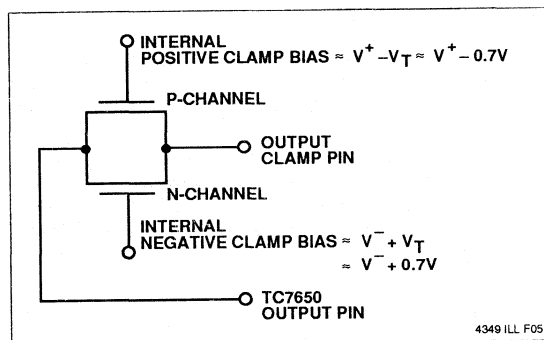 INTERNAL
POSITIVE CLAMP BIAS ≈ V⁺ –V_T ≈ V⁺ – 0.7V
P-CHANNEL
OUTPUT
CLAMP PIN
N-CHANNEL
INTERNAL
NEGATIVE CLAMP BIAS ≈ V⁻ + V_T
≈ V⁻ + 0.7V
TC7650
OUTPUT PIN
4349 ILL F05